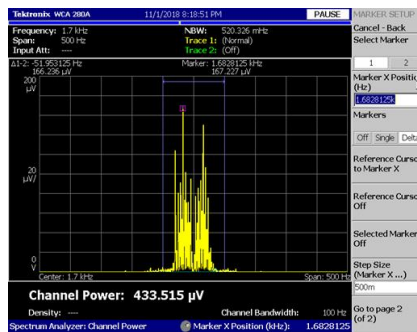 Tektronix WCA 280A 11/1/2018 8:18:51 PM PAUSE MARKER SETUP
Frequency: 1.7 kHz NBW: 520.326 mHz Cancel - Back
Span: 500 Hz Trace 1: (Normal) Select Marker
Input Att: ---- Trace 2: (Off)
Δ1-2: -51.953125 Hz Marker: 1.6828125 kHz 1 2
166.236 µV 167.227 µV Marker X Positio
200 (Hz)
µV 1.6828125k
Markers
Off Single Delt
Reference Curso
to Marker X
20
µV/
Reference Curso
Off
Selected Marker
Off
0
V
Step Size
(Marker X ...)
Center: 1.7 kHz Span: 500 Hz
500m
Channel Power: 433.515 µV
Density: ---- Channel Bandwidth: 100 Hz
Go to page 2
(of 2)
Spectrum Analyzer: Channel Power Marker X Position (kHz): 1.6828125